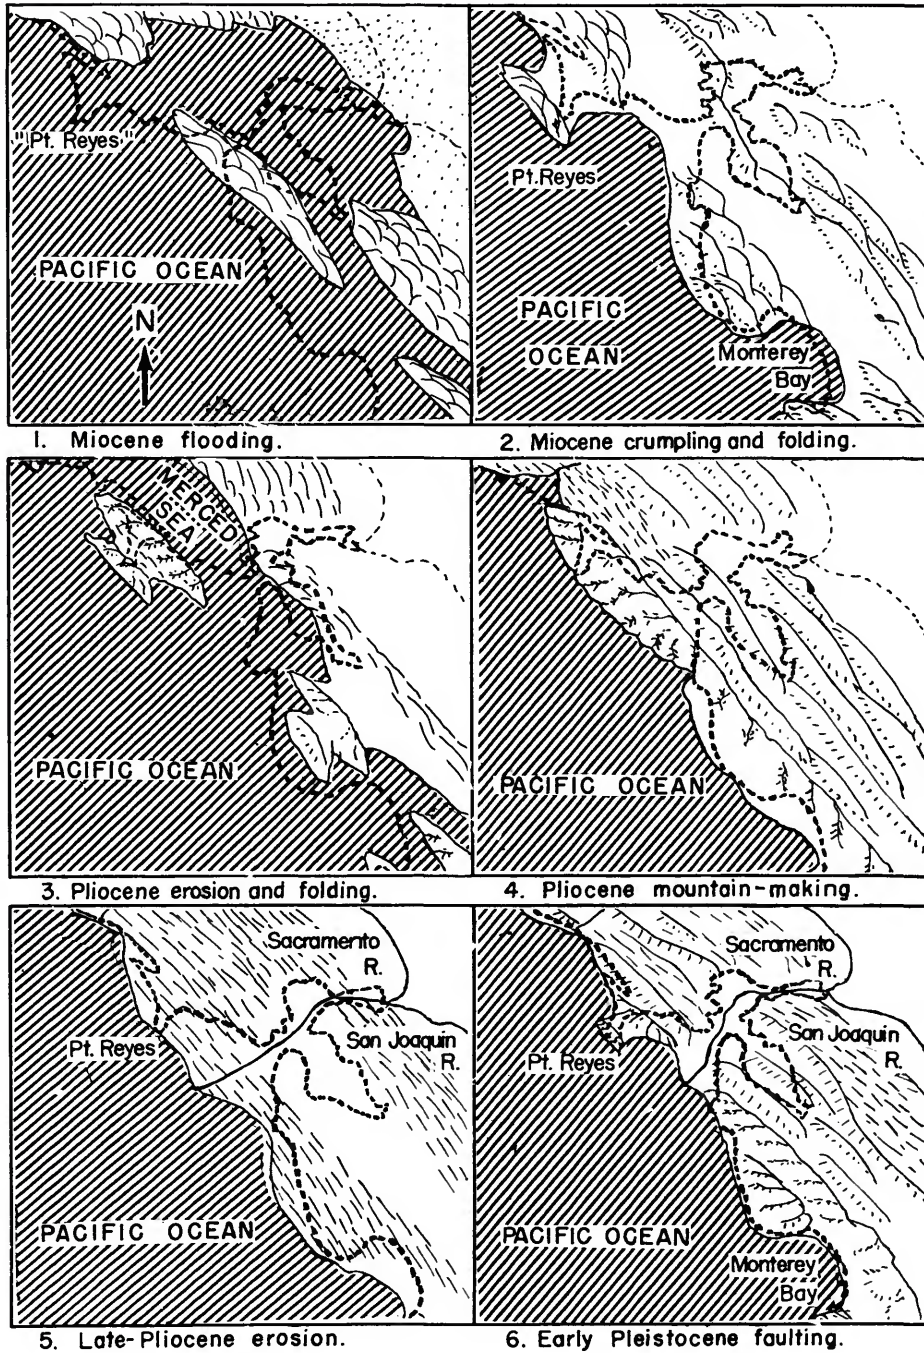 "Pt. Reyes"
PACIFIC OCEAN
N
1. Miocene flooding.
Pt. Reyes
PACIFIC
OCEAN
Monterey
Bay
2. Miocene crumpling and folding.
MERCED
SEA
PACIFIC OCEAN
3. Pliocene erosion and folding.
PACIFIC OCEAN
4. Pliocene mountain-making.
Sacramento
R.
Pt. Reyes
San Joaquin
R.
PACIFIC OCEAN
5. Late-Pliocene erosion.
Sacramento
R.
San Joaquin
R.
Pt. Reyes
PACIFIC OCEAN
Monterey
Bay
6. Early Pleistocene faulting.